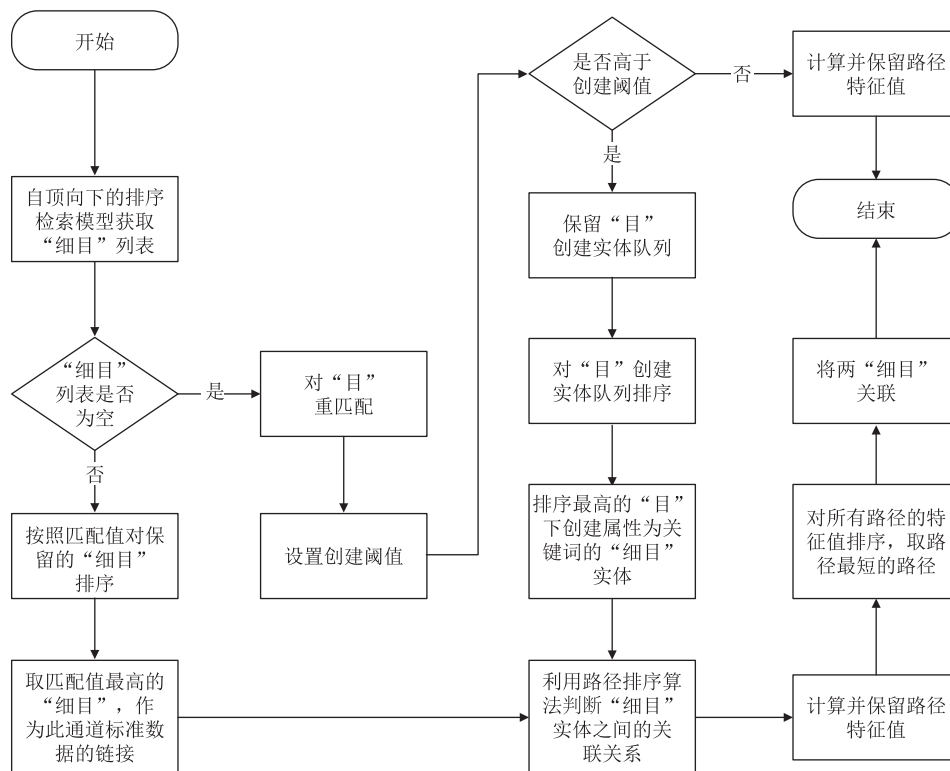 开始
自顶向下的排序
检索模型获取
“细目”列表
“细目”
列表是否
为空
是
否
对“目”
重匹配
设置创建阈值
按照匹配值对保
留的“细目”
排序
取匹配值最高的
“细目”，作
为此通道标准数
据的链接
是否高于
创建阈值
否
是
保留“目”
创建实体队列
对“目”创建
实体队列排序
排序最高的“目”
下创建属性为关
键词的“细目”
实体
利用路径排序算
法判断“细目”
实体之间的关
联关系
计算并保留路径
特征值
结束
将两“细目”
关联
对所有路径的特
征值排序，取路
径最短的路径
计算并保留路径
特征值